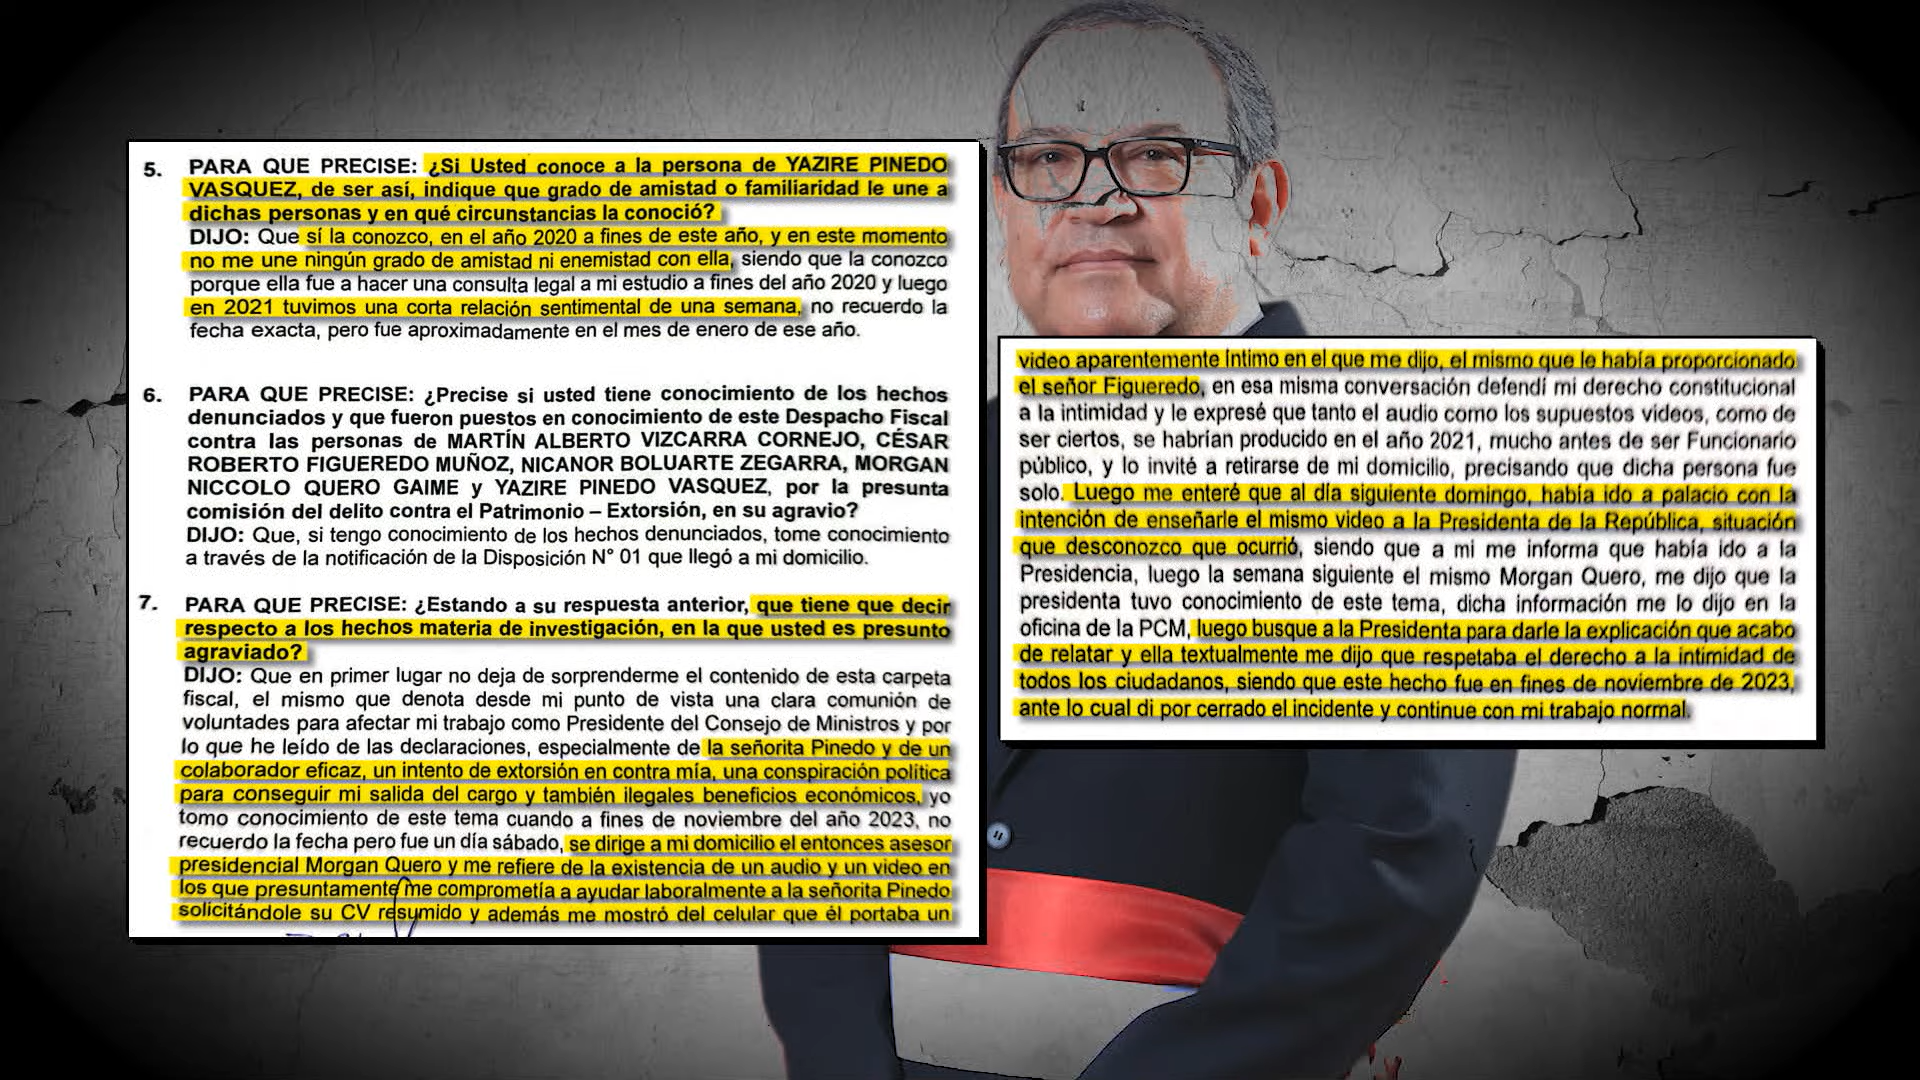 5. PARA QUE PRECISE: ¿Si Usted conoce a la persona de YAZIRE PINEDO
VASQUEZ, de ser así, indique que grado de amistad o familiaridad le une a
dichas personas y en qué circunstancias la conoció?
DIJO: Que sí la conozco, en el año 2020 a fines de este año, y en este momento
no me une ningún grado de amistad ni enemistad con ella, siendo que la conozco
porque ella fue a hacer una consulta legal a mi estudio a fines del año 2020 y luego
en 2021 tuvimos una corta relación sentimental de una semana, no recuerdo la
fecha exacta, pero fue aproximadamente en el mes de enero de ese año.
6. PARA QUE PRECISE: ¿Precise si usted tiene conocimiento de los hechos
denunciados y que fueron puestos en conocimiento de este Despacho Fiscal
contra las personas de MARTÍN ALBERTO VIZCARRA CORNEJO, CÉSAR
ROBERTO FIGUEREDO MUÑOZ, NICANOR BOLUARTE ZEGARRA, MORGAN
NICCOLO QUERO GAIME y YAZIRE PINEDO VASQUEZ, por la presunta
comisión del delito contra el Patrimonio – Extorsión, en su agravio?
DIJO: Que, si tengo conocimiento de los hechos denunciados, tome conocimiento
a través de la notificación de la Disposición N° 01 que llegó a mi domicilio.
7. PARA QUE PRECISE: ¿Estando a su respuesta anterior, que tiene que decir
respecto a los hechos materia de investigación, en la que usted es presunto
agraviado?
DIJO: Que en primer lugar no deja de sorprenderme el contenido de esta carpeta
fiscal, el mismo que denota desde mi punto de vista una clara comunión de
voluntades para afectar mi trabajo como Presidente del Consejo de Ministros y por
lo que he leído de las declaraciones, especialmente de la señorita Pinedo y de un
colaborador eficaz, un intento de extorsión en contra mía, una conspiración política
para conseguir mi salida del cargo y también ilegales beneficios económicos, yo
tomo conocimiento de este tema cuando a fines de noviembre del año 2023, no
recuerdo la fecha pero fue un día sábado, se dirige a mi domicilio el entonces asesor
presidencial Morgan Quero y me refiere de la existencia de un audio y un video en
los que presuntamente me comprometía a ayudar laboralmente a la señorita Pinedo
solicitándole su CV resumido y además me mostró del celular que él portaba un
video aparentemente íntimo en el que me dijo, el mismo que le había proporcionado
el señor Figueredo, en esa misma conversación defendí mi derecho constitucional
a la intimidad y le expresé que tanto el audio como los supuestos videos, como de
ser ciertos, se habrían producido en el año 2021, mucho antes de ser Funcionario
público, y lo invité a retirarse de mi domicilio, precisando que dicha persona fue
solo. Luego me enteré que al día siguiente domingo, había ido a palacio con la
intención de enseñarle el mismo video a la Presidenta de la República, situación
que desconozco que ocurrió, siendo que a mi me informa que había ido a la
Presidencia, luego la semana siguiente el mismo Morgan Quero, me dijo que la
presidenta tuvo conocimiento de este tema, dicha información me lo dijo en la
oficina de la PCM, luego busque a la Presidenta para darle la explicación que acabo
de relatar y ella textualmente me dijo que respetaba el derecho a la intimidad de
todos los ciudadanos, siendo que este hecho fue en fines de noviembre de 2023,
ante lo cual di por cerrado el incidente y continue con mi trabajo normal.